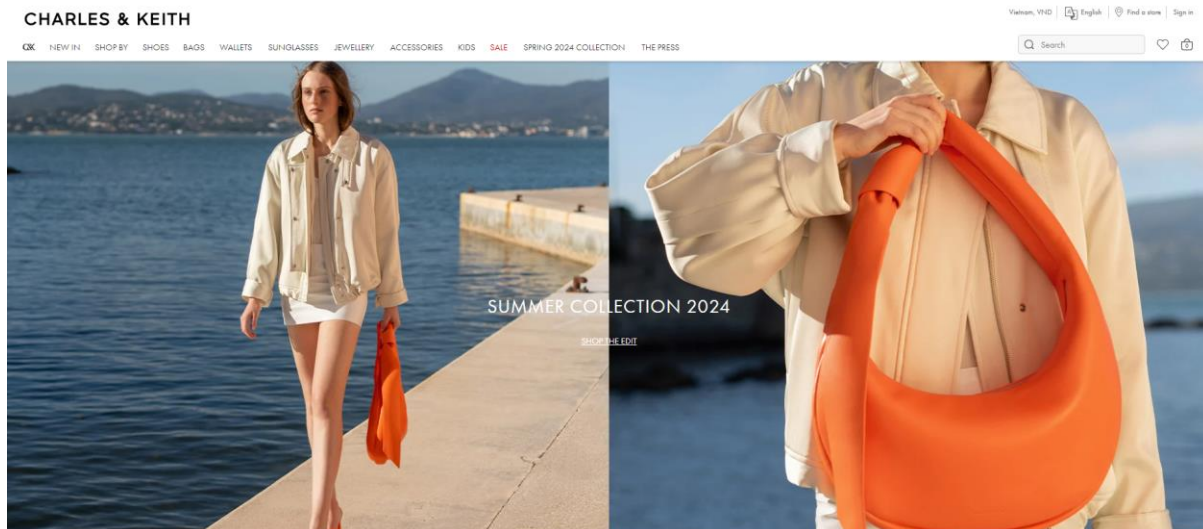 Vietnam, VND English Find a store Sign in
CHARLES & KEITH
NEW IN SHOP BY SHOES BAGS WALLETS SUNGLASSES JEWELLERY ACCESSORIES KIDS SALE SPRING 2024 COLLECTION THE PRESS
Search
0
SUMMER COLLECTION 2024
SHOP THE EDIT